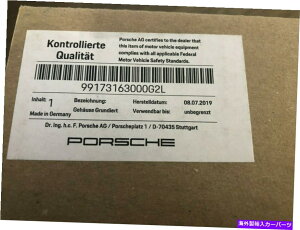 Kontrollierte
Qualität
Porsche AG certifies to the dealer that
this item of motor vehicle equipment
complies with all applicable Federal
Motor Vehicle Safety Standards.
99173163000G2L
Inhalt: 1
Bezeichnung:
Gehäuse Grundiert
Herstelldatum:
08.07.2019
Verwendbar bis:
unbegrenzt
Made in Germany
Dr. Ing. h.c. F. Porsche AG / Porscheplatz 1 / D-70435 Stuttgart
PORSCHE
海外製輸入カーパーツ